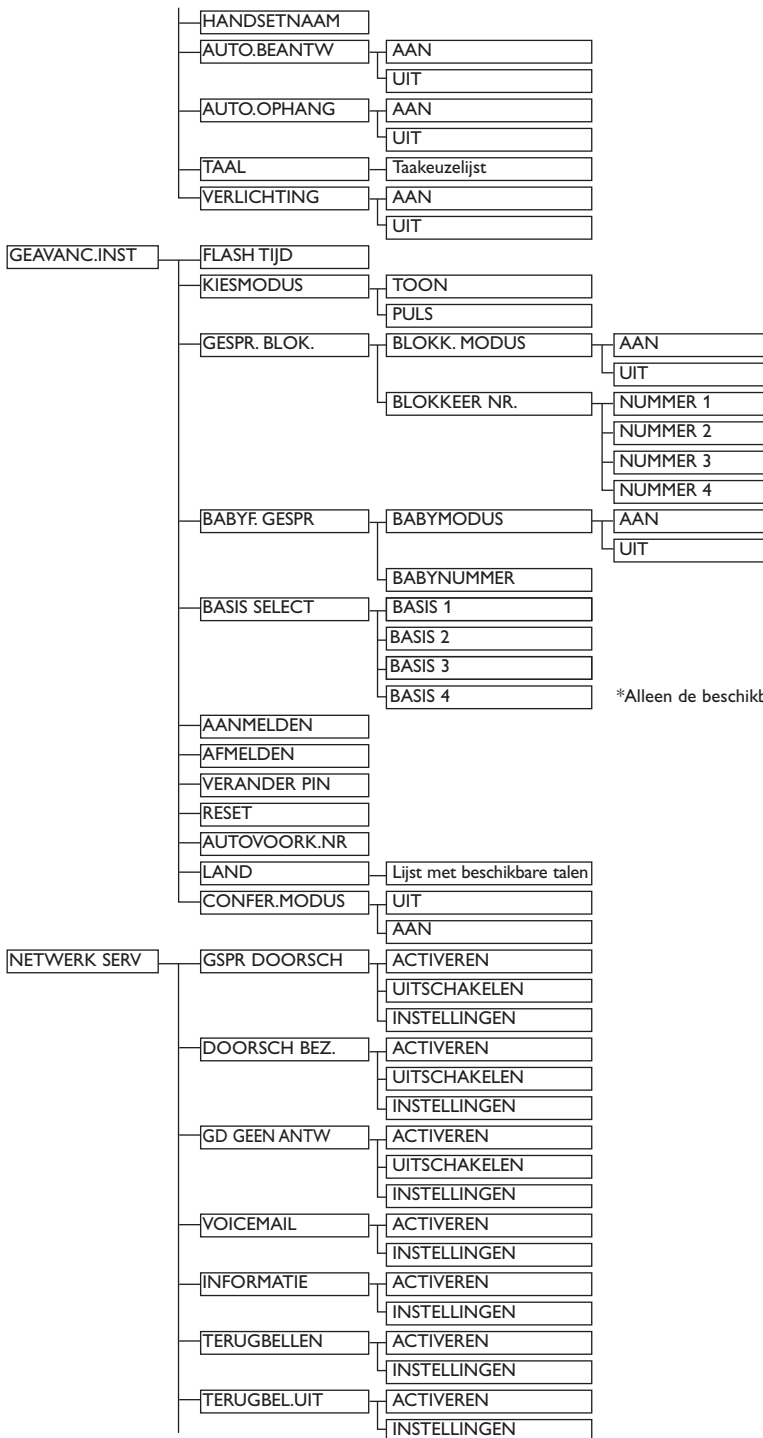 HANDSETNAAM
AUTO.BEANTW AAN
UIT
AUTO.OPHANG AAN
UIT
TAAL Taakeuzelijst
VERLICHTING AAN
UIT
GEAVANC.INST FLASH TIJD
KIESMODUS TOON
PULS
GESPR. BLOK. BLOKK. MODUS AAN
UIT
BLOKKEER NR. NUMMER 1
NUMMER 2
NUMMER 3
NUMMER 4
BABYF. GESPR BABYMODUS AAN
UIT
BABYNUMMER
BASIS SELECT BASIS 1
BASIS 2
BASIS 3
BASIS 4 *Alleen de beschikb
AANMELDEN
AFMELDEN
VERANDER PIN
RESET
AUTOVOORK.NR
LAND Lijst met beschikbare talen
CONFER.MODUS UIT
AAN
NETWERK SERV GSPR DOORSCH ACTIVEREN
UITSCHAKELEN
INSTELLINGEN
DOORSCH BEZ. ACTIVEREN
UITSCHAKELEN
INSTELLINGEN
GD GEEN ANTW ACTIVEREN
UITSCHAKELEN
INSTELLINGEN
VOICEMAIL ACTIVEREN
INSTELLINGEN
INFORMATIE ACTIVEREN
INSTELLINGEN
TERUGBELLEN ACTIVEREN
INSTELLINGEN
TERUGBEL.UIT ACTIVEREN
INSTELLINGEN